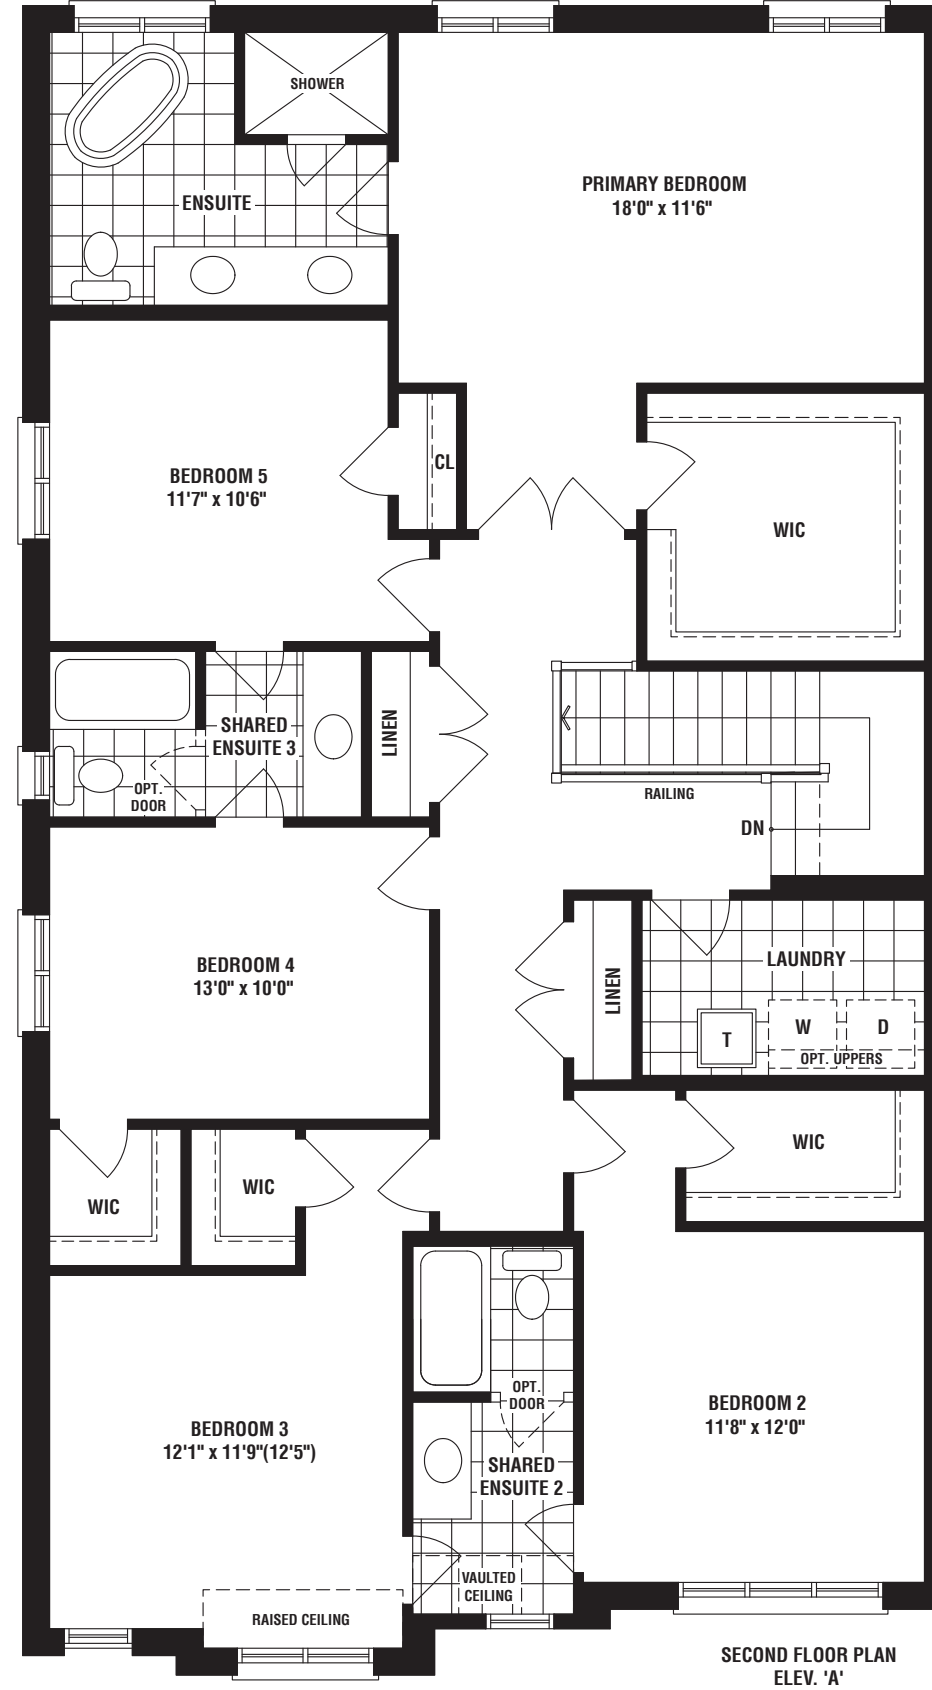 SHOWER
ENSUITE
PRIMARY BEDROOM
18'0" x 11'6"
BEDROOM 5
11'7" x 10'6"
CL
WIC
SHARED
ENSUITE 3
OPT.
DOOR
LINEN
RAILING
DN
BEDROOM 4
13'0" x 10'0"
LINEN
LAUNDRY
T
W
D
OPT. UPPERS
WIC
WIC
WIC
BEDROOM 3
12'1" x 11'9"(12'5")
OPT.
DOOR
SHARED
ENSUITE 2
BEDROOM 2
11'8" x 12'0"
VAULTED
CEILING
RAISED CEILING
SECOND FLOOR PLAN
ELEV. 'A'